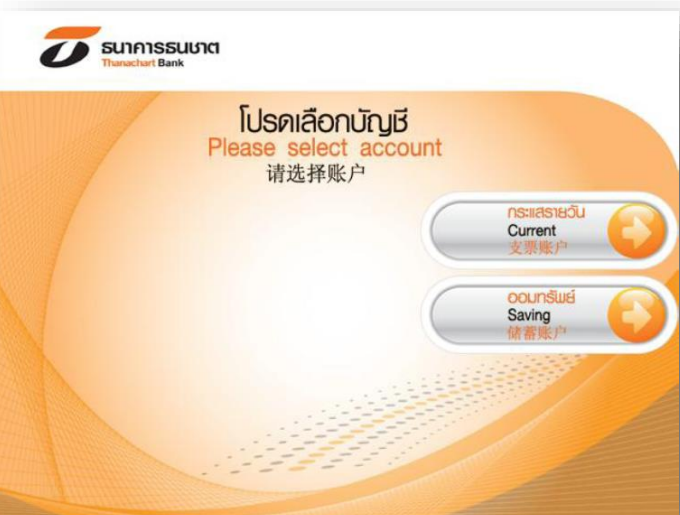 ธนาคารธนชาต
Thanachart Bank
โปรดเลือกบัญชี
Please select account
请选择账户
กระแสรายวัน
Current
支票账户
ออมทรัพย์
Saving
储蓄账户